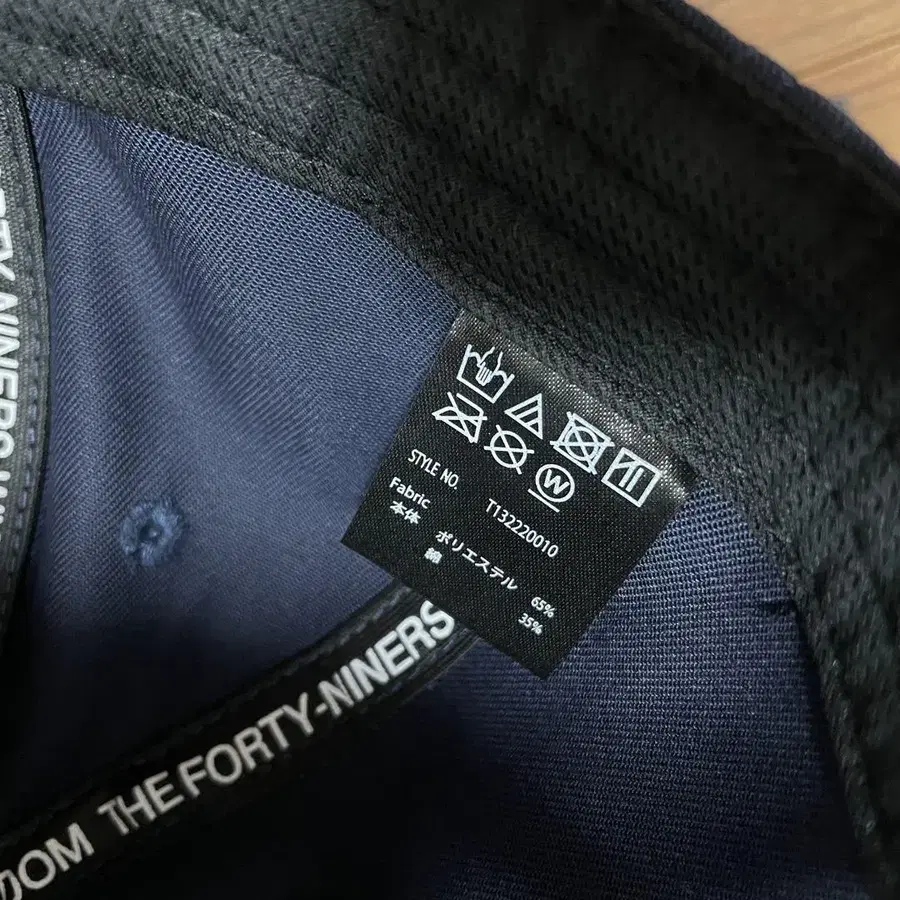 W
STYLE NO. T132220010
Fabric
本体 ポリエステル 65%
綿 35%
THE FORTY-NINERS